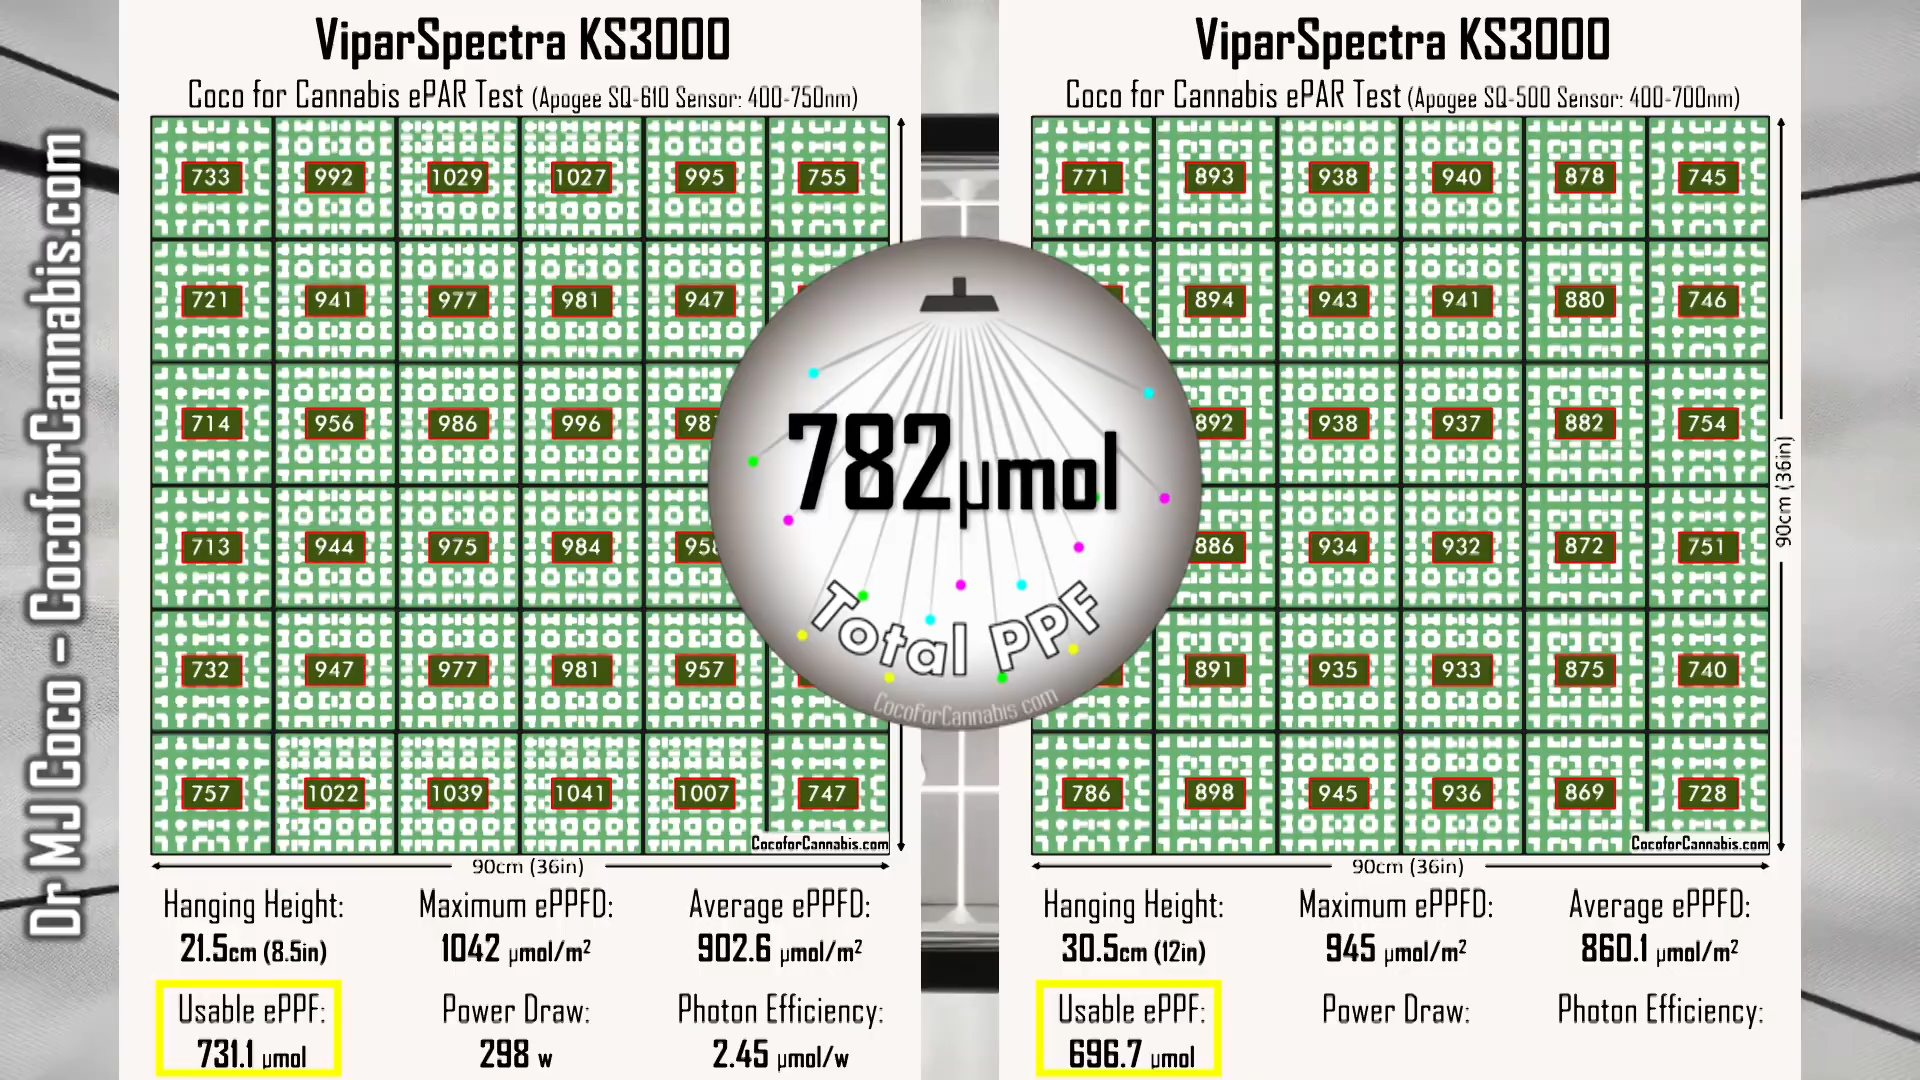 Dr MJ Coco - CocoforCannabis.com
ViparSpectra KS3000
Coco for Cannabis ePAR Test (Apogee SQ-610 Sensor: 400-750nm)
733 992 1029 1027 995 755
721 941 977 981 947
714 956 986 996
713 944 975 984
732 947 977 981 957
757 1022 1039 1041 1007 747
CocoforCannabis.com
90cm (36in)
Hanging Height: Maximum ePPFD: Average ePPFD:
21.5cm (8.5in) 1042 μmol/m² 902.6 μmol/m²
Usable ePPF: Power Draw: Photon Efficiency:
731.1 μmol 298 w 2.45 μmol/w
782μmol
Total PPF
CocoforCannabis.com
ViparSpectra KS3000
Coco for Cannabis ePAR Test (Apogee SQ-500 Sensor: 400-700nm)
771 893 938 940 878 745
894 943 941 880 746
892 938 937 882 754
886 934 932 872 751
891 935 933 875 740
786 898 945 936 869 728
CocoforCannabis.com
90cm (36in)
90cm (36in)
Hanging Height: Maximum ePPFD: Average ePPFD:
30.5cm (12in) 945 μmol/m² 860.1 μmol/m²
Usable ePPF: Power Draw: Photon Efficiency:
696.7 μmol